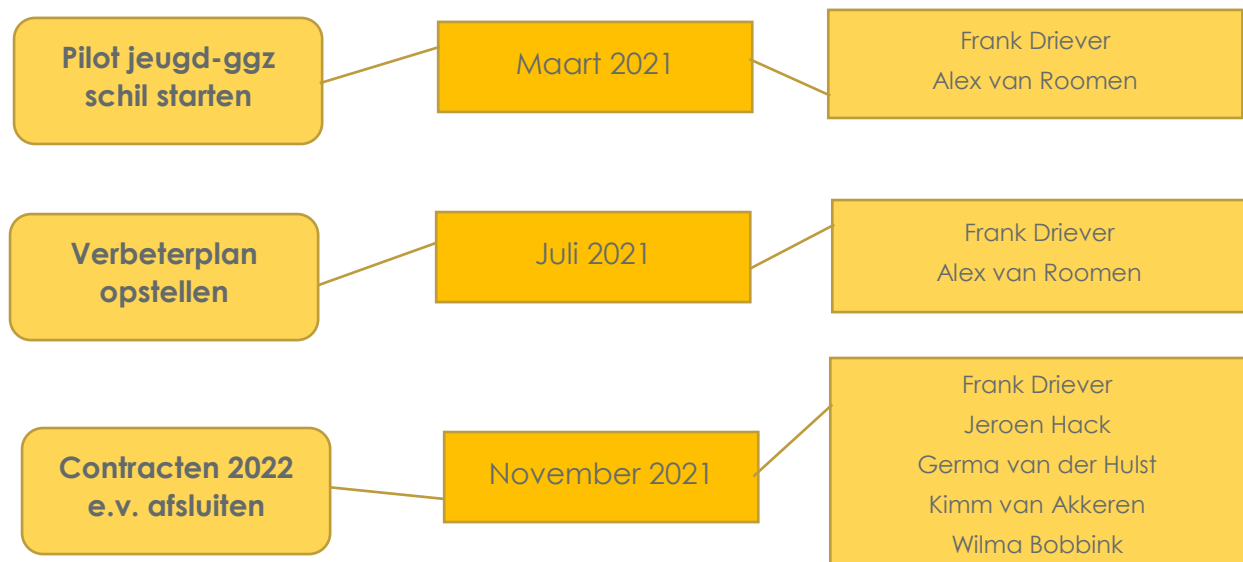 Pilot jeugd-ggz
schil starten
Maart 2021
Frank Driever
Alex van Roomen
Verbeterplan
opstellen
Juli 2021
Frank Driever
Alex van Roomen
Contracten 2022
e.v. afsluiten
November 2021
Frank Driever
Jeroen Hack
Germa van der Hulst
Kimm van Akkeren
Wilma Bobbink